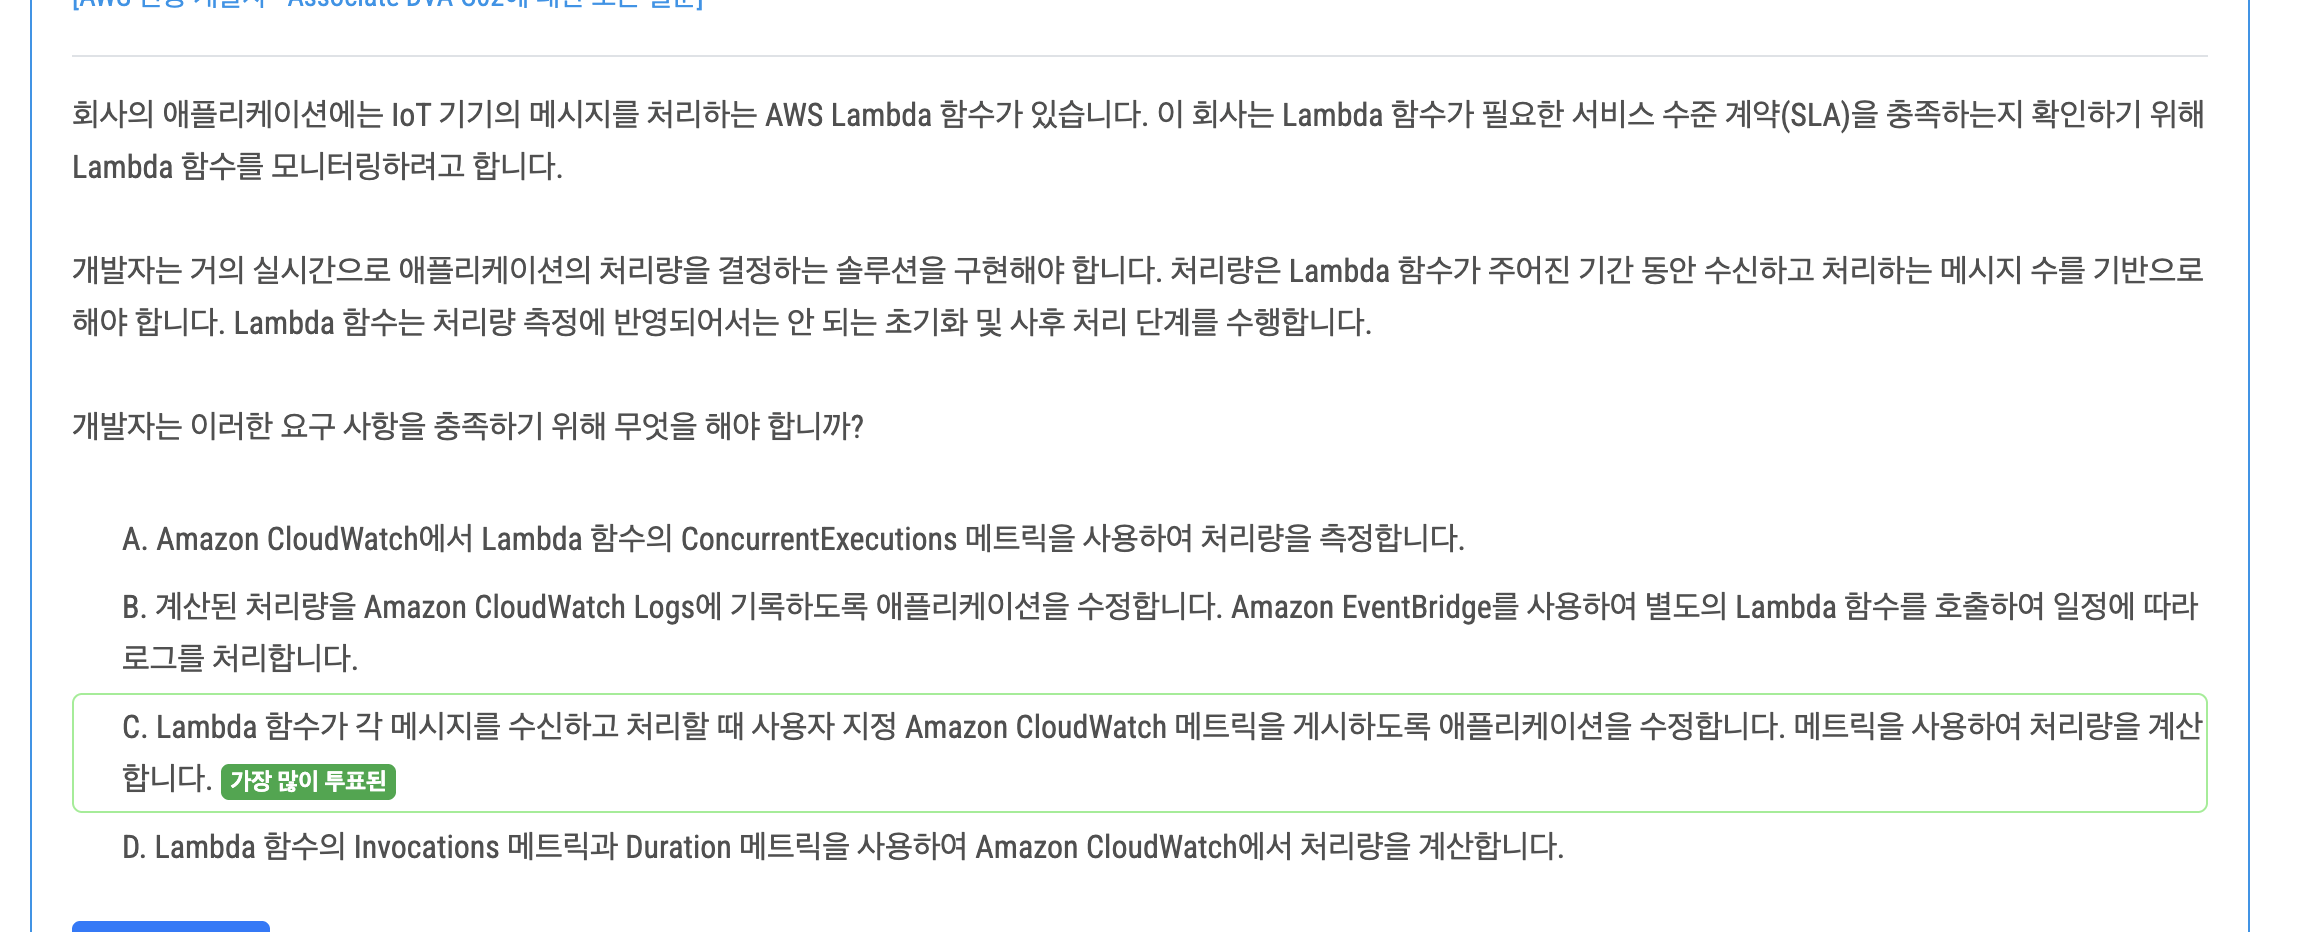 회사의 애플리케이션에는 IoT 기기의 메시지를 처리하는 AWS Lambda 함수가 있습니다. 이 회사는 Lambda 함수가 필요한 서비스 수준 계약(SLA)을 충족하는지 확인하기 위해
Lambda 함수를 모니터링하려고 합니다.
개발자는 거의 실시간으로 애플리케이션의 처리량을 결정하는 솔루션을 구현해야 합니다. 처리량은 Lambda 함수가 주어진 기간 동안 수신하고 처리하는 메시지 수를 기반으로
해야 합니다. Lambda 함수는 처리량 측정에 반영되어서는 안 되는 초기화 및 사후 처리 단계를 수행합니다.
개발자는 이러한 요구 사항을 충족하기 위해 무엇을 해야 합니까?
A. Amazon CloudWatch에서 Lambda 함수의 ConcurrentExecutions 메트릭을 사용하여 처리량을 측정합니다.
B. 계산된 처리량을 Amazon CloudWatch Logs에 기록하도록 애플리케이션을 수정합니다. Amazon EventBridge를 사용하여 별도의 Lambda 함수를 호출하여 일정에 따라
로그를 처리합니다.
C. Lambda 함수가 각 메시지를 수신하고 처리할 때 사용자 지정 Amazon CloudWatch 메트릭을 게시하도록 애플리케이션을 수정합니다. 메트릭을 사용하여 처리량을 계산
합니다. 가장 많이 투표된
D. Lambda 함수의 Invocations 메트릭과 Duration 메트릭을 사용하여 Amazon CloudWatch에서 처리량을 계산합니다.